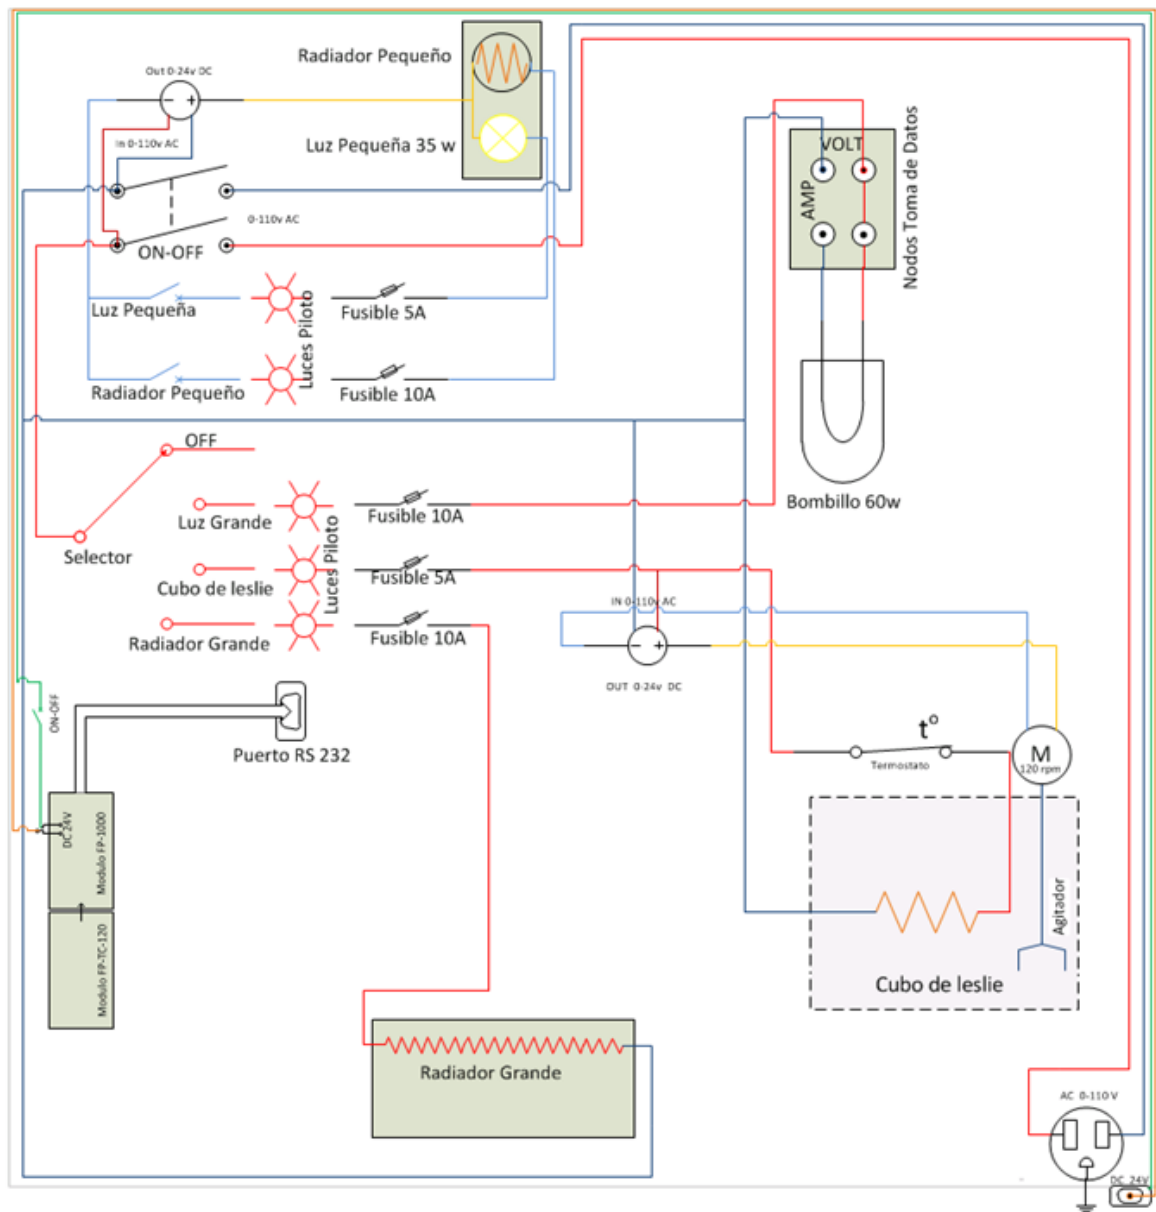 Radiador Pequeño
Out 0-24v DC
- +
In 0-110v AC
Luz Pequeña 35 w
VOLT
AMP
Nodos Toma de Datos
0-110v AC
ON-OFF
Luz Pequeña
Luces Piloto
Fusible 5A
Radiador Pequeño
Fusible 10A
OFF
Selector
Luz Grande
Luces Piloto
Fusible 10A
Bombillo 60w
Cubo de leslie
Fusible 5A
Radiador Grande
Fusible 10A
IN 0-110v AC
- +
OUT 0-24v DC
ON-OFF
Puerto RS 232
t°
Termostato
M
120 rpm
DC 24V
Modulo FP-1000
Modulo FP-TC-120
Agitador
Cubo de leslie
Radiador Grande
AC 0-110 V
DC 24V